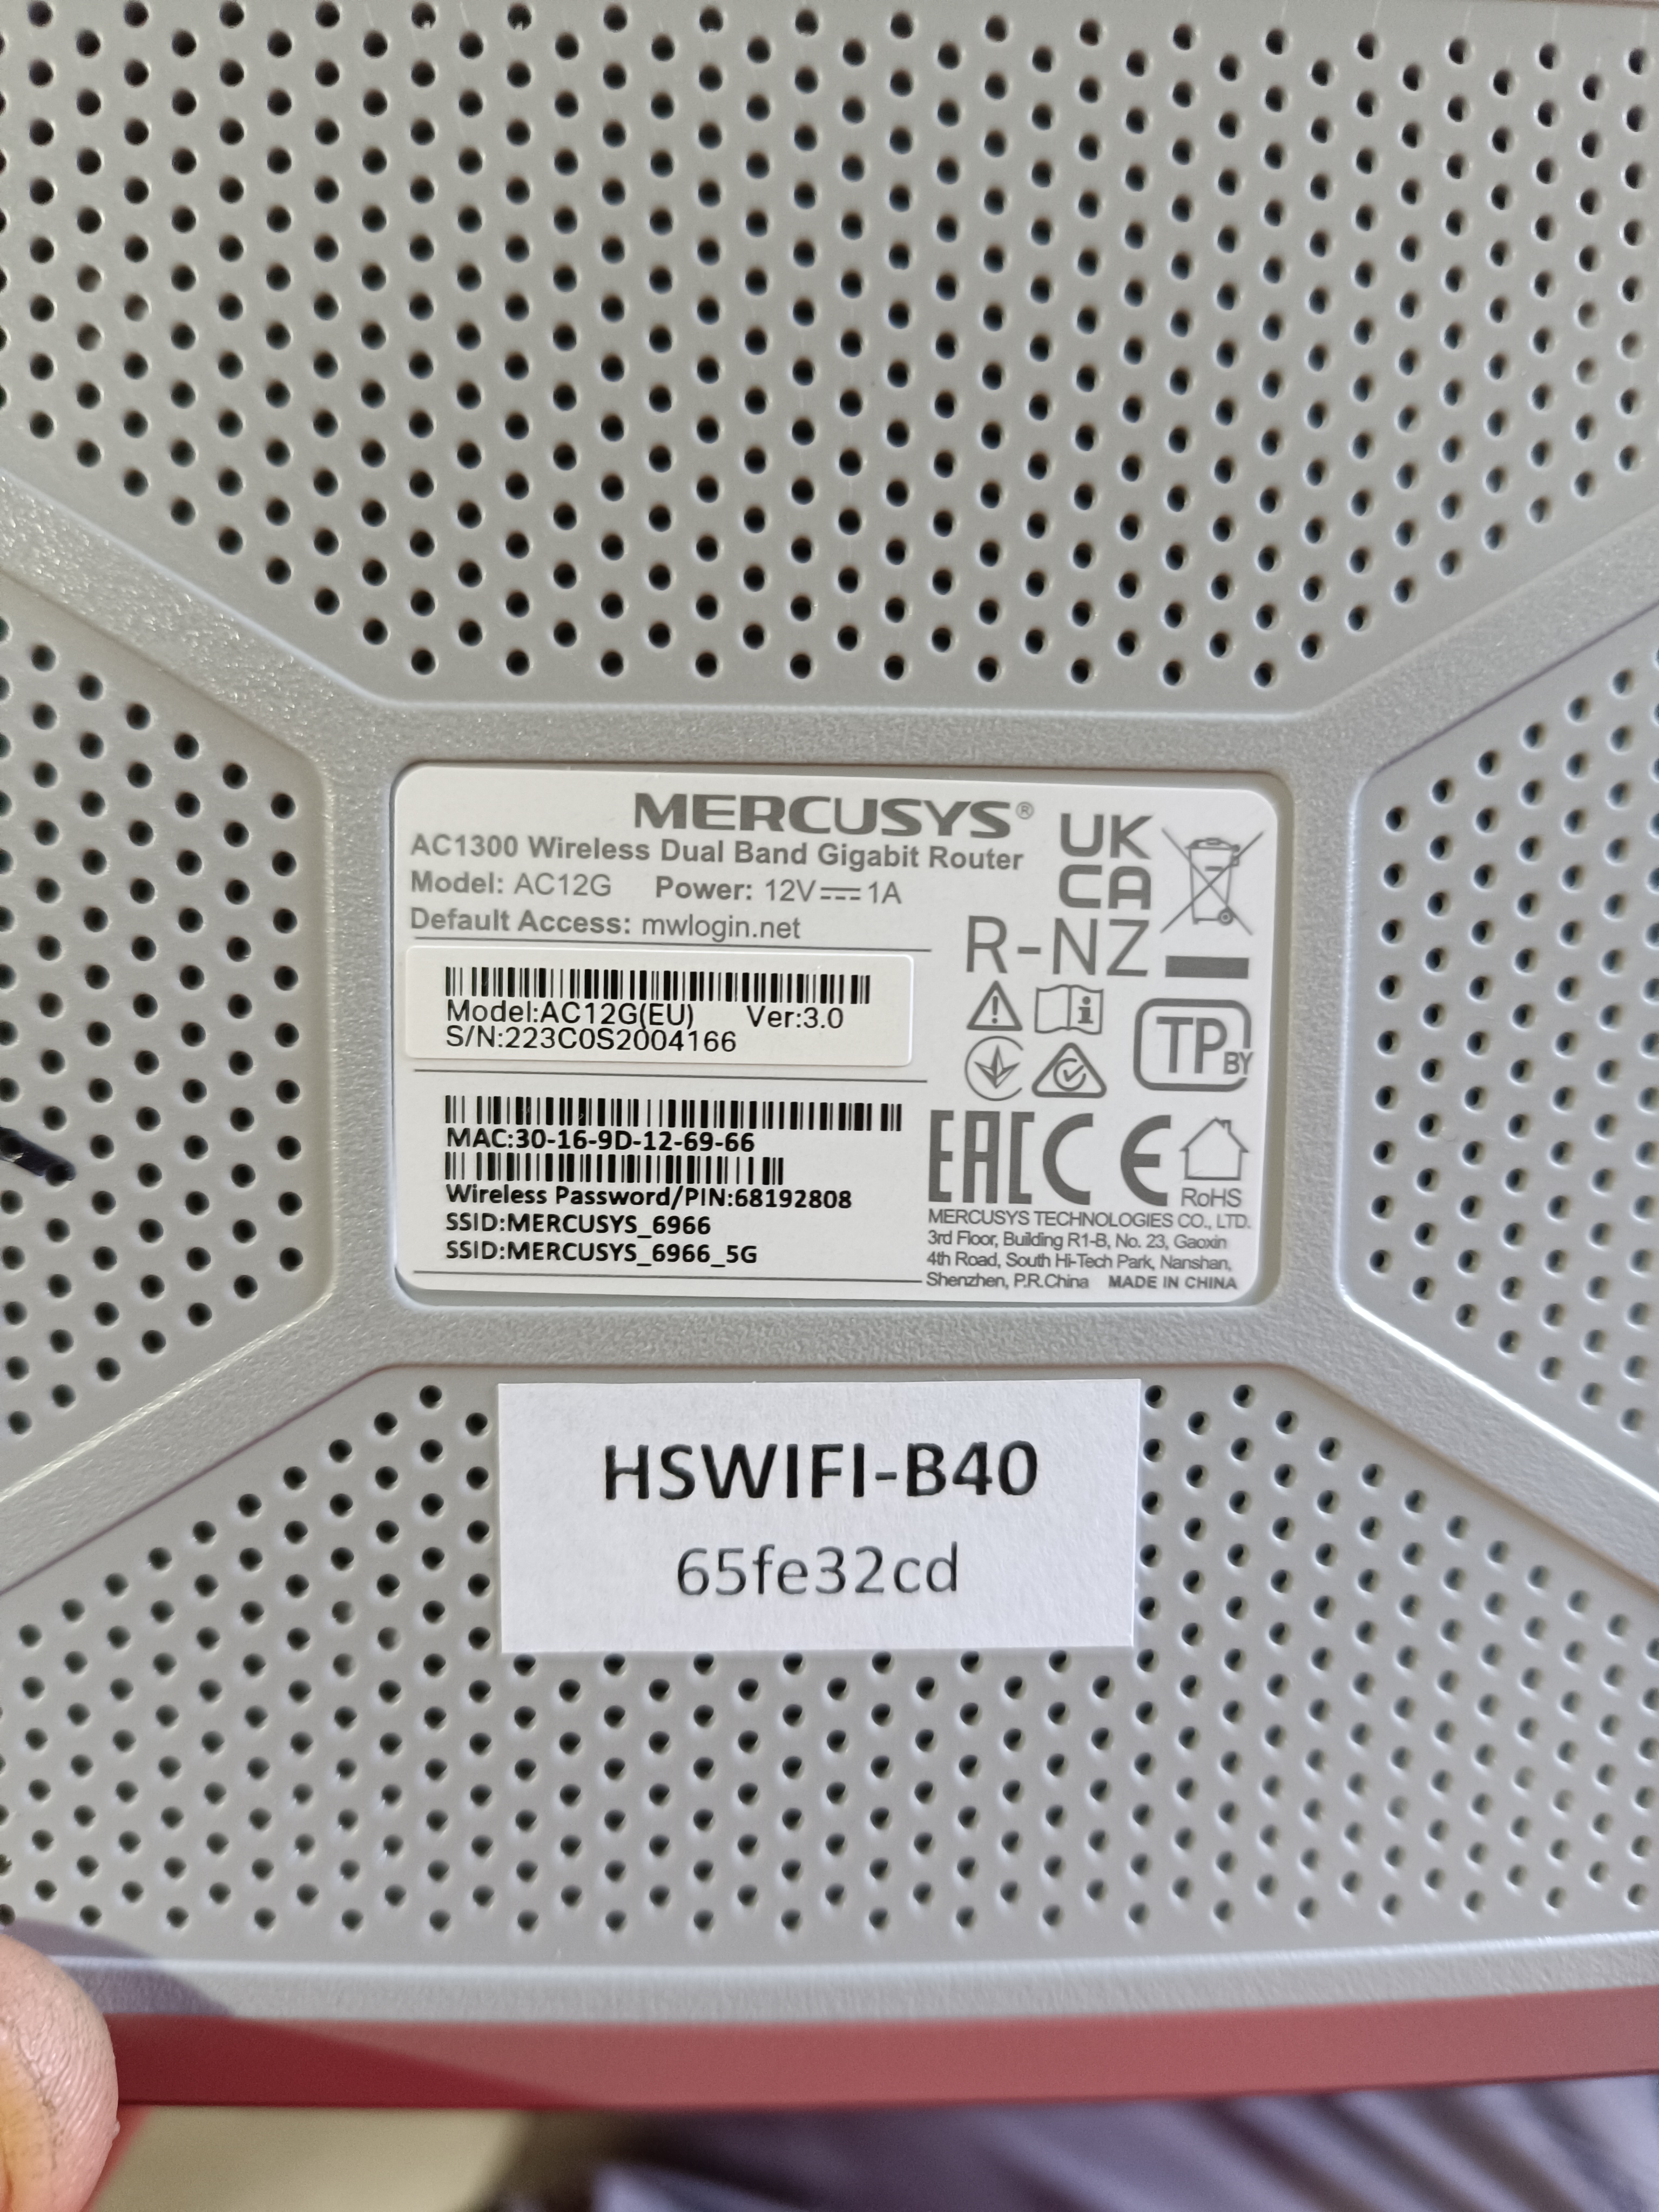 MERCUSYS®
AC1300 Wireless Dual Band Gigabit Router
Model: AC12G Power: 12V⎓1A
Default Access: mwlogin.net
Model:AC12G(EU) Ver:3.0
S/N:223C0S2004166
MAC:30-16-9D-12-69-66
Wireless Password/PIN:68192808
SSID:MERCUSYS_6966
SSID:MERCUSYS_6966_5G
UK
CA
R-NZ
TP BY
EAC CE
RoHS
MERCUSYS TECHNOLOGIES CO., LTD.
3rd Floor, Building R1-B, No. 23, Gaoxin
4th Road, South Hi-Tech Park, Nanshan,
Shenzhen, P.R.China MADE IN CHINA
HSWIFI-B40
65fe32cd